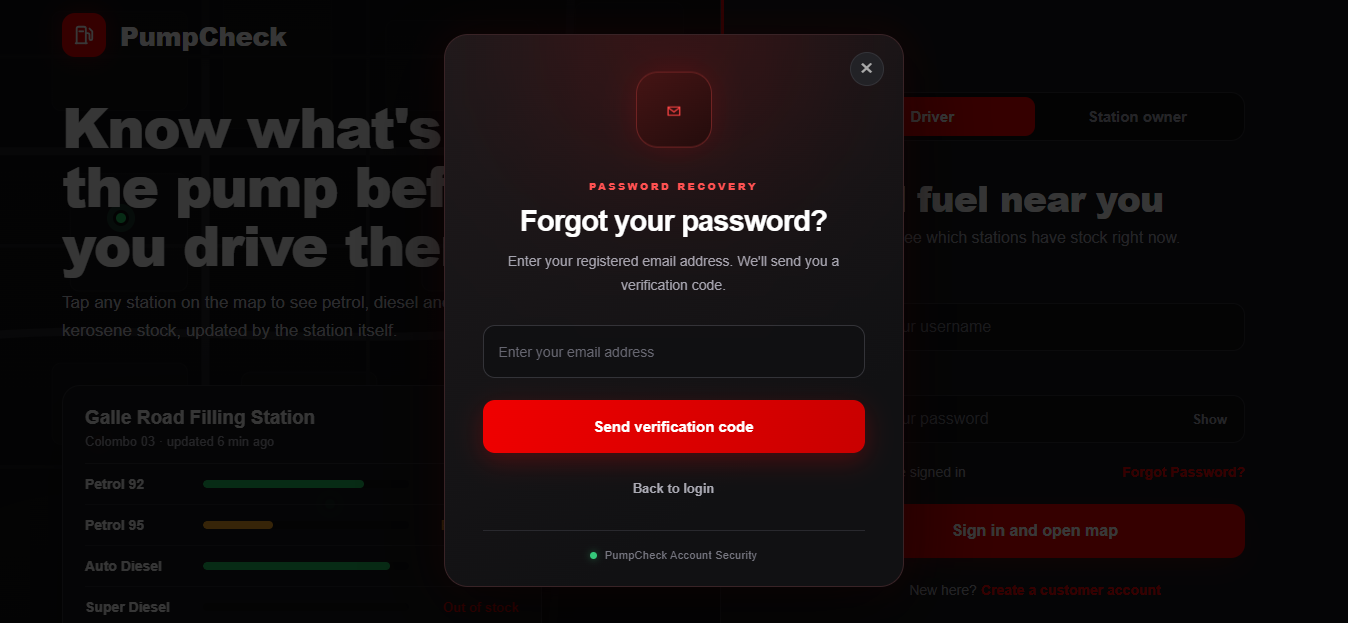 PumpCheck
Know what's
the pump bef
you drive the
Tap any station on the map to see petrol, diesel and
kerosene stock, updated by the station itself.
Galle Road Filling Station
Colombo 03 · updated 6 min ago
Petrol 92
Petrol 95
Auto Diesel
Super Diesel
Out of stock
✕
PASSWORD RECOVERY
Forgot your password?
Enter your registered email address. We'll send you a
verification code.
Enter your email address
Send verification code
Back to login
PumpCheck Account Security
Driver
Station owner
fuel near you
ee which stations have stock right now.
ur username
ur password
Show
signed in
Forgot Password?
Sign in and open map
New here? Create a customer account